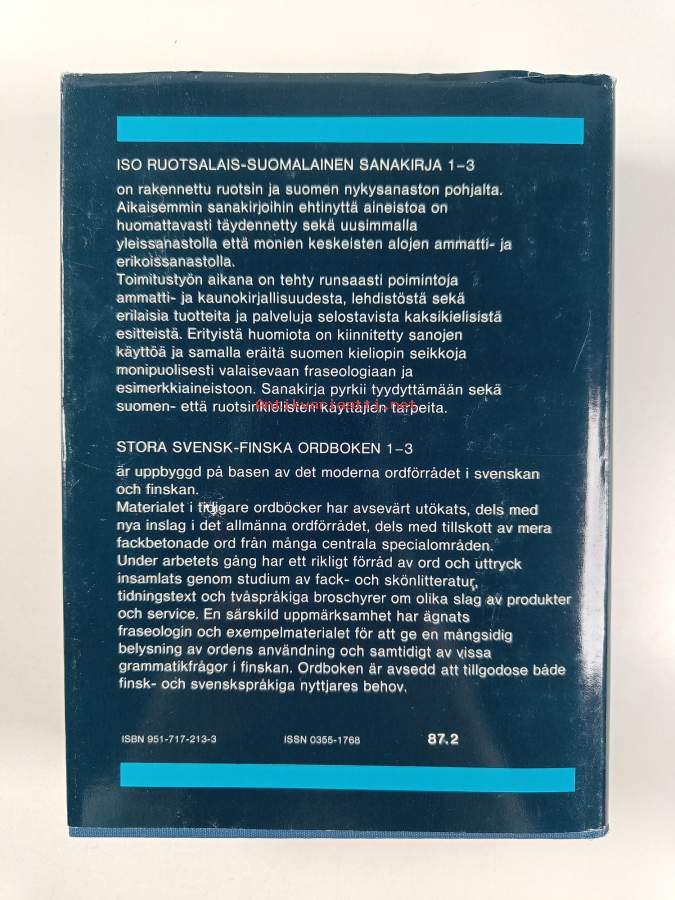 ISO RUOTSALAIS-SUOMALAINEN SANAKIRJA 1–3
on rakennettu ruotsin ja suomen nykysanaston pohjalta.
Aikaisemmin sanakirjoihin ehtinyttä aineistoa on
huomattavasti täydennetty sekä uusimmalla
yleissanastolla että monien keskeisten alojen ammatti- ja
erikoissanastolla.
Toimitustyön aikana on tehty runsaasti poimintoja
ammatti- ja kaunokirjallisuudesta, lehdistöstä sekä
erilaisia tuotteita ja palveluja selostavista kaksikielisistä
esitteistä. Erityistä huomiota on kiinnitetty sanojen
käyttöä ja samalla eräitä suomen kieliopin seikkoja
monipuolisesti valaisevaan fraseologiaan ja
esimerkkiaineistoon. Sanakirja pyrkii tyydyttämään sekä
suomen- että ruotsinkielisten käyttäjien tarpeita.
Antikvariaatti.net
STORA SVENSK-FINSKA ORDBOKEN 1–3
är uppbyggd på basen av det moderna ordförrådet i svenskan
och finskan.
Materialet i tidigare ordböcker har avsevärt utökats, dels med
nya inslag i det allmänna ordförrådet, dels med tillskott av mera
fackbetonade ord från många centrala specialområden.
Under arbetets gång har ett rikligt förråd av ord och uttryck
insamlats genom studium av fack- och skönlitteratur,
tidningstext och tvåspråkiga broschyrer om olika slag av produkter
och service. En särskild uppmärksamhet har ägnats
fraseologin och exempelmaterialet för att ge en mångsidig
belysning av ordens användning och samtidigt av vissa
grammatikfrågor i finskan. Ordboken är avsedd att tillgodose både
finsk- och svenskspråkiga nyttjares behov.
ISBN 951-717-213-3 ISSN 0355-1768 87.2